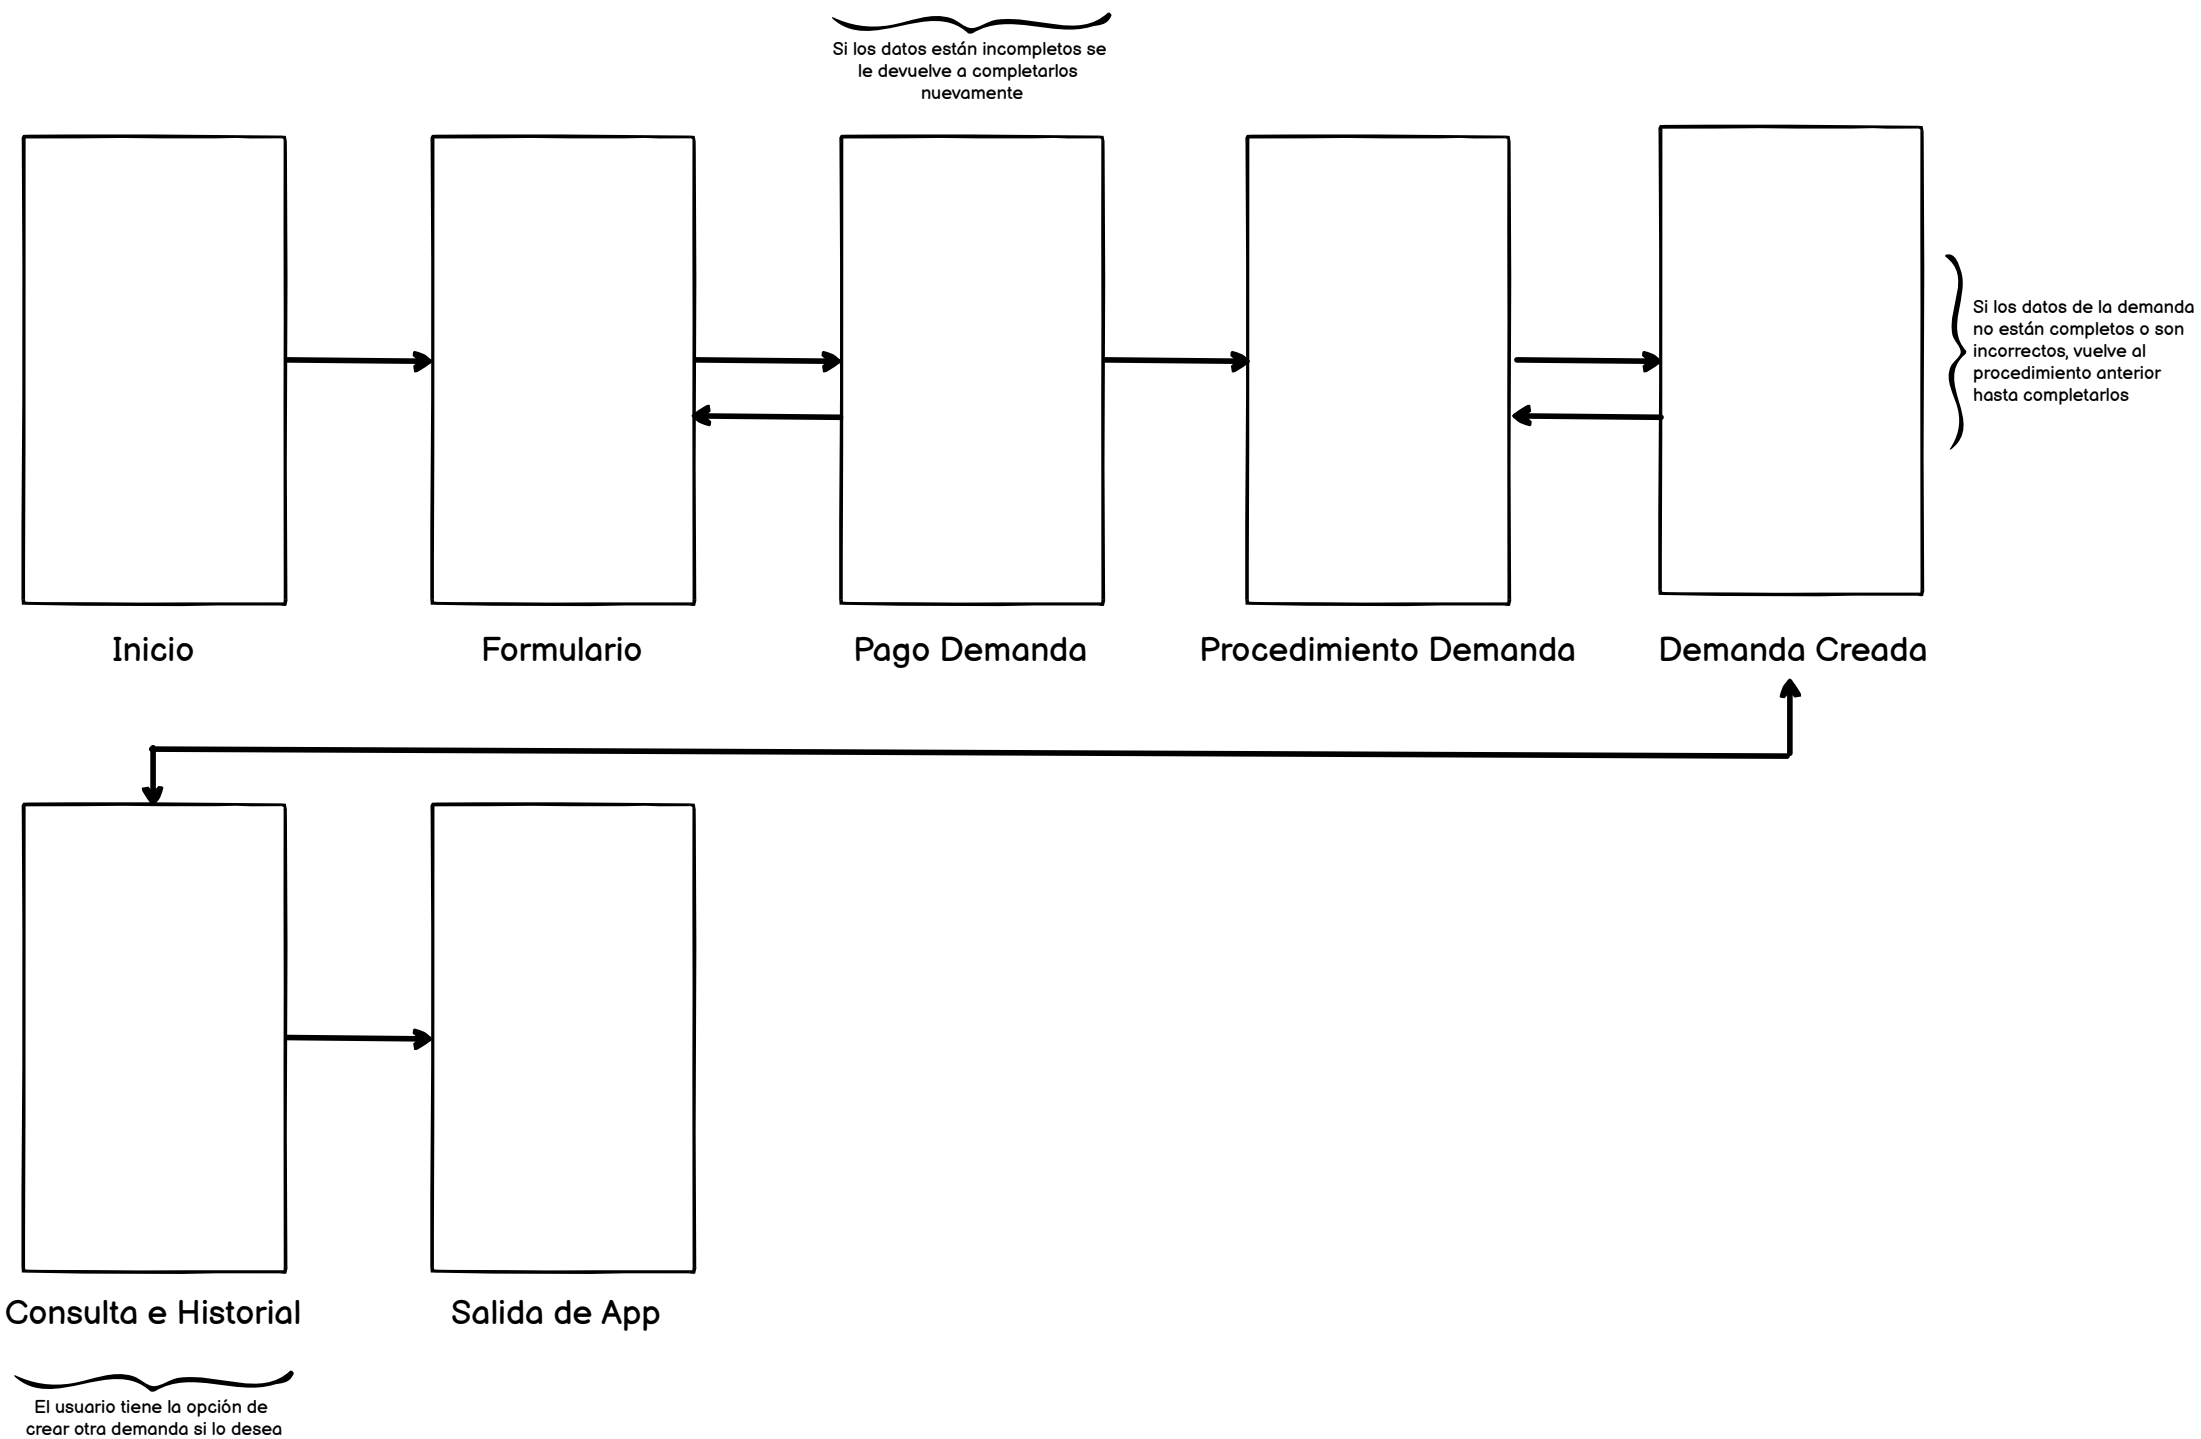 Si los datos están incompletos se
le devuelve a completarlos
nuevamente
Si los datos de la demanda
no están completos o son
incorrectos, vuelve al
procedimiento anterior
hasta completarlos
Inicio
Formulario
Pago Demanda
Procedimiento Demanda
Demanda Creada
Consulta e Historial
Salida de App
El usuario tiene la opción de
crear otra demanda si lo desea